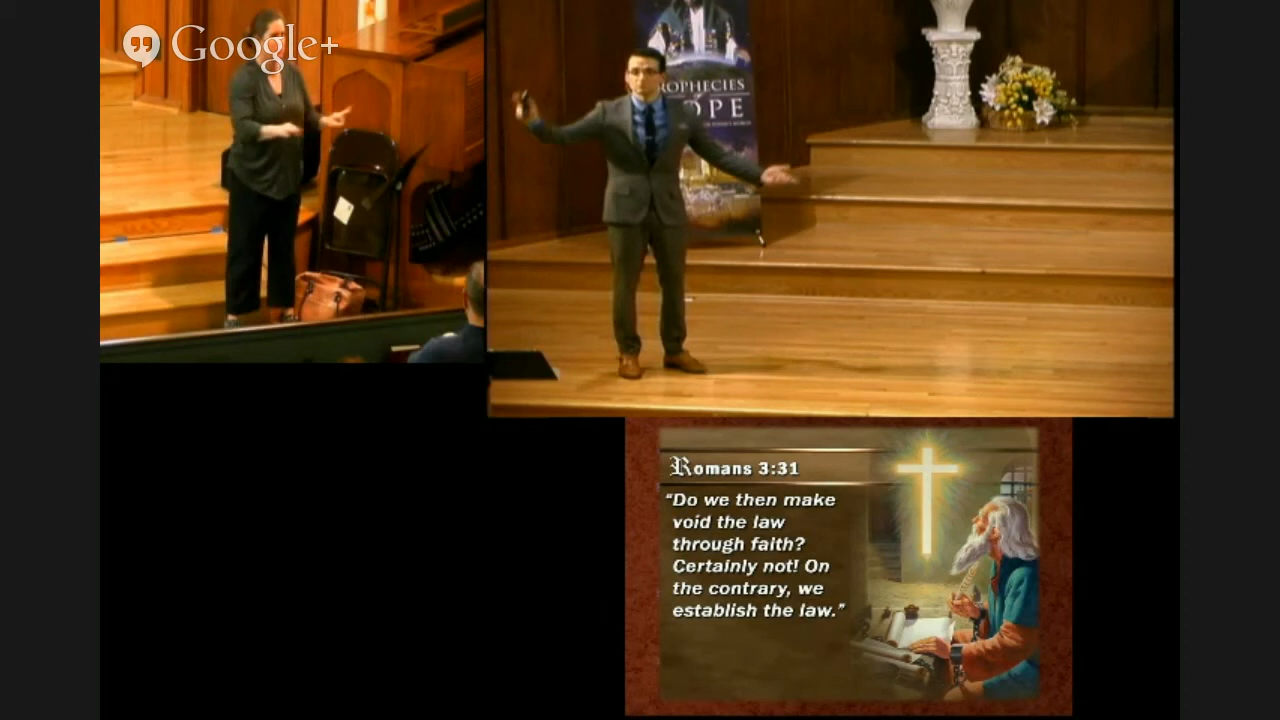 Google+
PROPHECIES
OPE
Romans 3:31
“Do we then make
void the law
through faith?
Certainly not! On
the contrary, we
establish the law.”